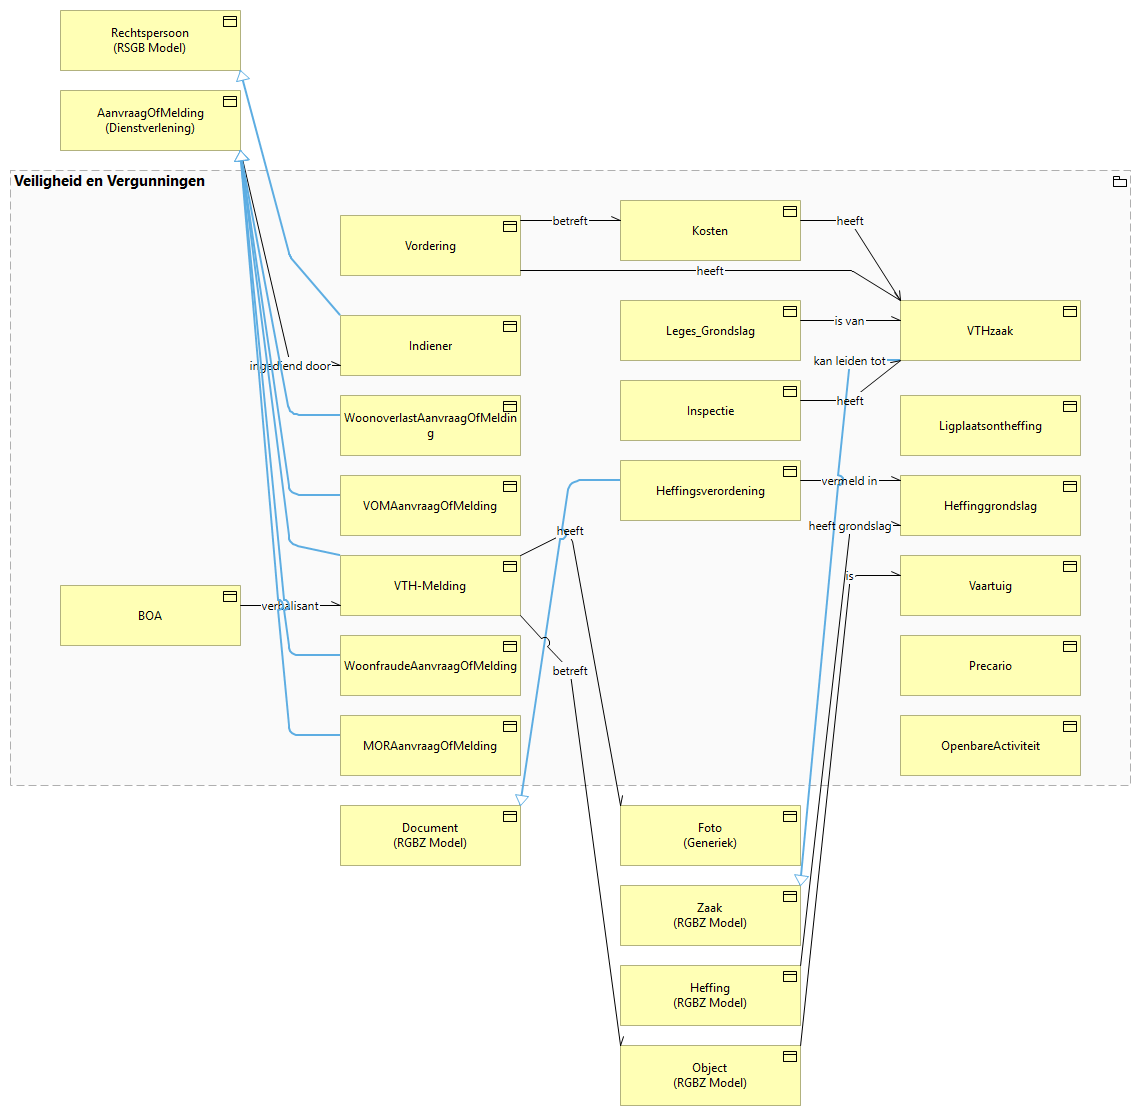 Rechtspersoon
(RSGB Model)
AanvraagOfMelding
(Dienstverlening)
Veiligheid en Vergunningen
Vordering
betreft
Kosten
heeft
heeft
Indiener
ingediend door
Leges_Grondslag
is van
VTHzaak
kan leiden tot
WoonoverlastAanvraagOfMeldin
g
Inspectie
heeft
Ligplaatsontheffing
VOMAanvraagOfMelding
Heffingsverordening
vermeld in
Heffinggrondslag
heeft grondslag
heeft
VTH-Melding
is
Vaartuig
BOA
verbalisant
WoonfraudeAanvraagOfMelding
betreft
Precario
MORAanvraagOfMelding
OpenbareActiviteit
Document
(RGBZ Model)
Foto
(Generiek)
Zaak
(RGBZ Model)
Heffing
(RGBZ Model)
Object
(RGBZ Model)